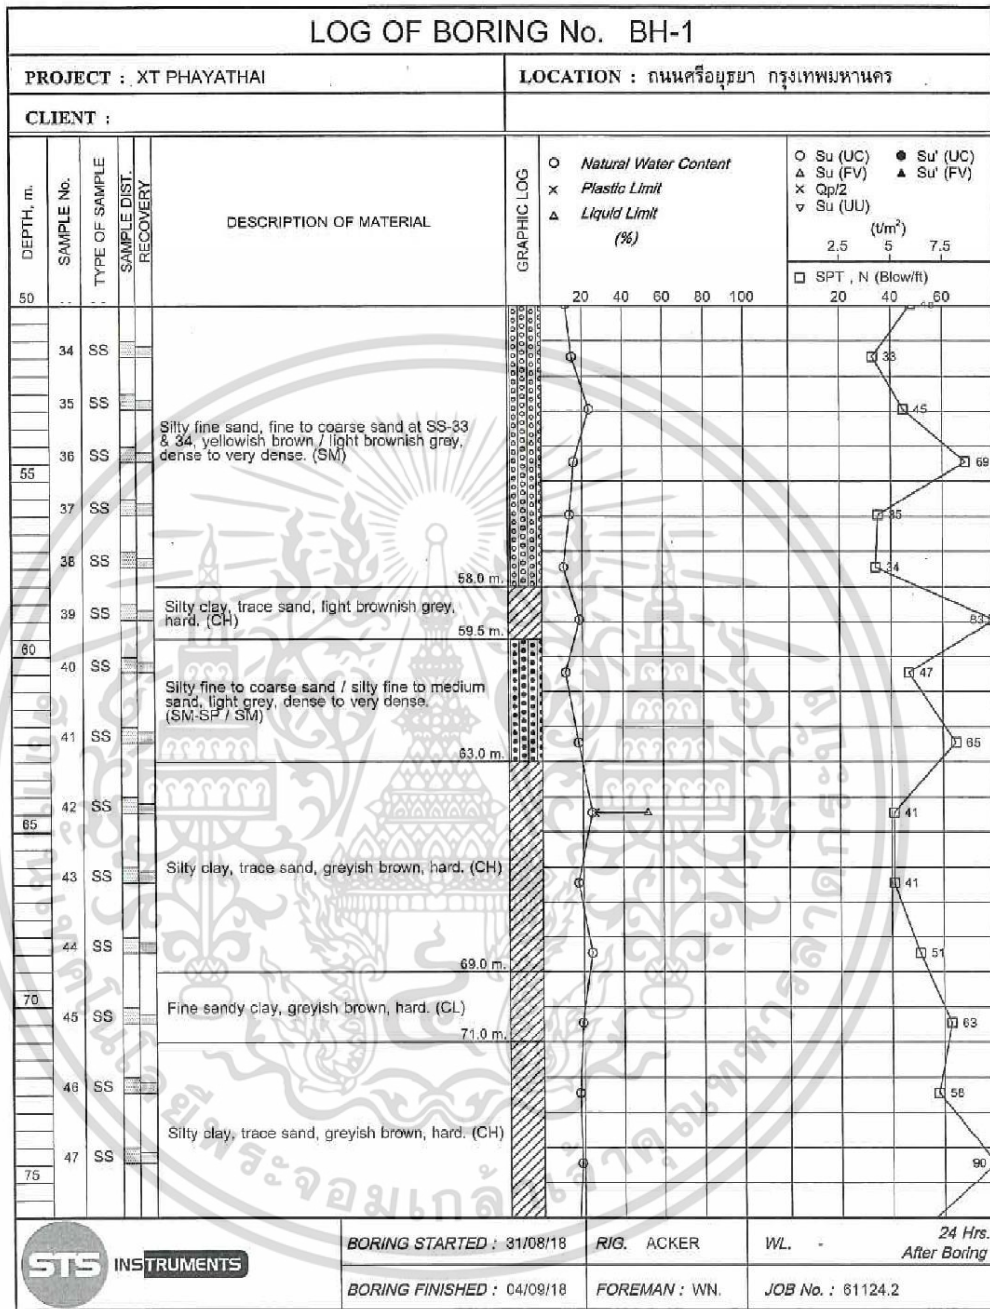 LOG OF BORING No. BH-1
PROJECT : XT PHAYATHAI
LOCATION : ถนนศรีอยุธยา กรุงเทพมหานคร
CLIENT :
DEPTH, m.
SAMPLE No.
TYPE OF SAMPLE
SAMPLE DIST.
RECOVERY
DESCRIPTION OF MATERIAL
GRAPHIC LOG
Natural Water Content
Plastic Limit
Liquid Limit
(%)
20 40 60 80 100
Su (UC) Su' (UC)
Su (FV) Su' (FV)
Qp/2
Su (UU)
(t/m²)
2.5 5 7.5
SPT , N (Blow/ft)
20 40 60
50
34 SS 33
35 SS 45
Silty fine sand, fine to coarse sand at SS-33
& 34, yellowish brown / light brownish grey,
dense to very dense. (SM)
36 SS 69
55
37 SS 35
38 SS 34
58.0 m.
39 SS 83
Silty clay, trace sand, light brownish grey,
hard. (CH)
59.5 m.
60
40 SS 47
Silty fine to coarse sand / silty fine to medium
sand, light grey, dense to very dense.
(SM-SP / SM)
41 SS 65
63.0 m.
42 SS 41
65
Silty clay, trace sand, greyish brown, hard. (CH)
43 SS 41
44 SS 51
69.0 m.
70
Fine sandy clay, greyish brown, hard. (CL)
45 SS 63
71.0 m.
46 SS 58
Silty clay, trace sand, greyish brown, hard. (CH)
47 SS 90
75
STS INSTRUMENTS
BORING STARTED : 31/08/18
RIG. ACKER
WL. -
24 Hrs.
After Boring
BORING FINISHED : 04/09/18
FOREMAN : WN.
JOB No. : 61124.2